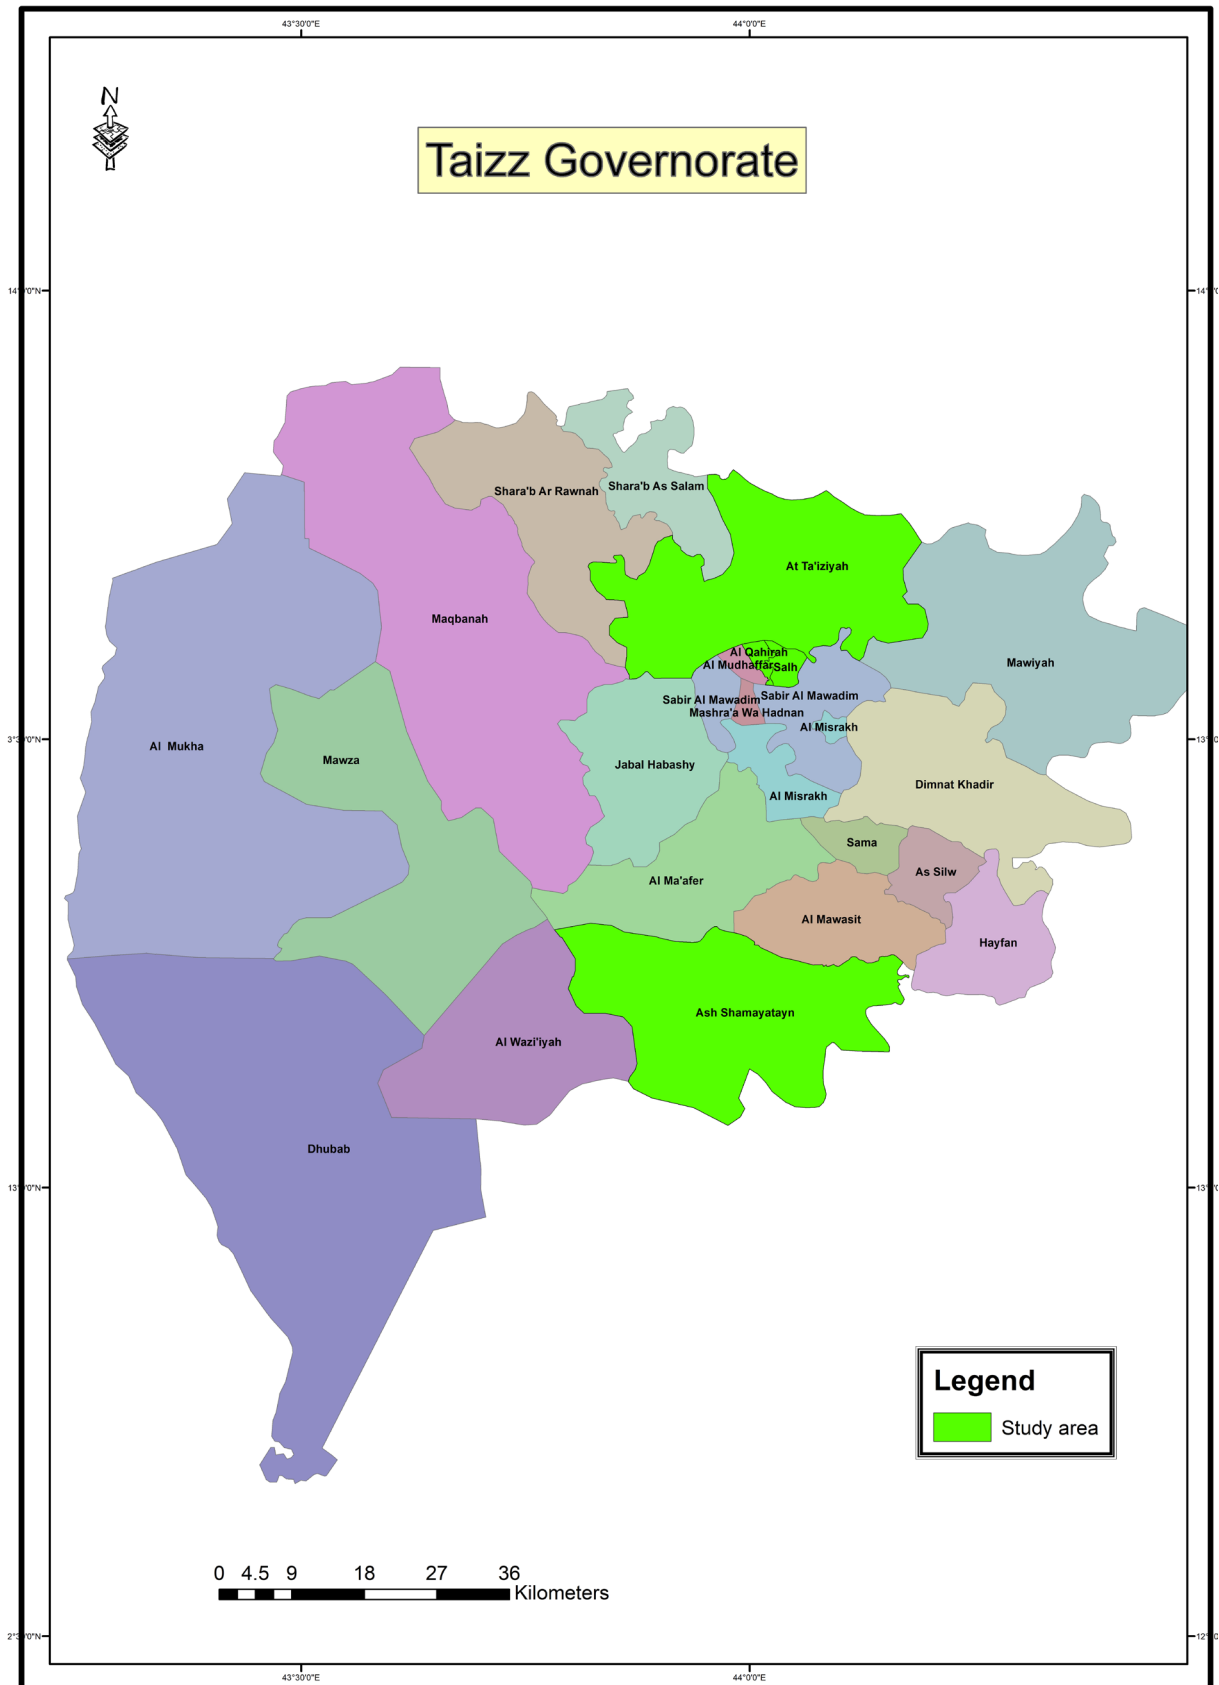 43°30'0"E
44°0'0"E
N
Taizz Governorate
Shara'b Ar Rawnah
Shara'b As Salam
At Ta'iziyah
Maqbanah
Al Qahirah
Al Mudhaffar
Salh
Mawiyah
Sabir Al Mawadim
Sabir Al Mawadim
Mashra'a Wa Hadnan
Al Misrakh
Al Mukha
Mawza
Jabal Habashy
Dimnat Khadir
Al Misrakh
Sama
As Silw
Al Ma'afer
Al Mawasit
Hayfan
Ash Shamayatayn
Al Wazi'iyah
Dhubab
Legend
Study area
0 4.5 9 18 27 36
Kilometers
43°30'0"E
44°0'0"E